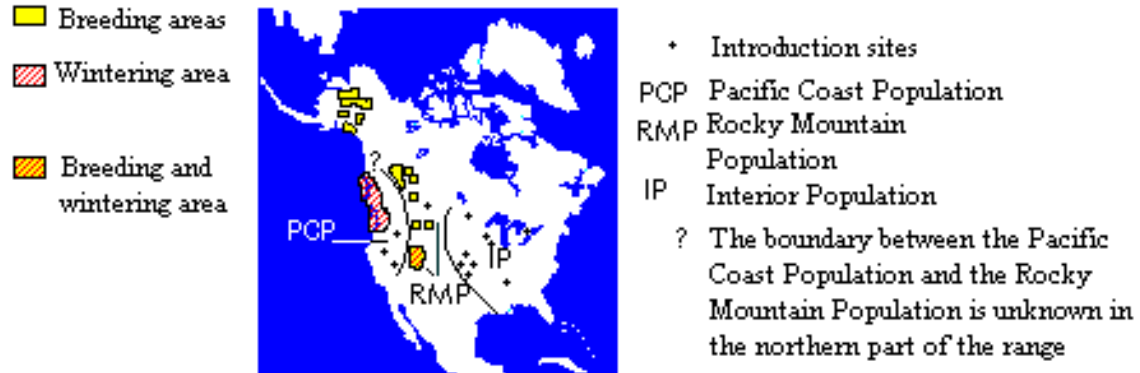 Breeding areas
Wintering area
Breeding and
wintering area
?
PCP
RMP
IP
+ Introduction sites
PCP Pacific Coast Population
RMP Rocky Mountain
Population
IP Interior Population
? The boundary between the Pacific
Coast Population and the Rocky
Mountain Population is unknown in
the northern part of the range